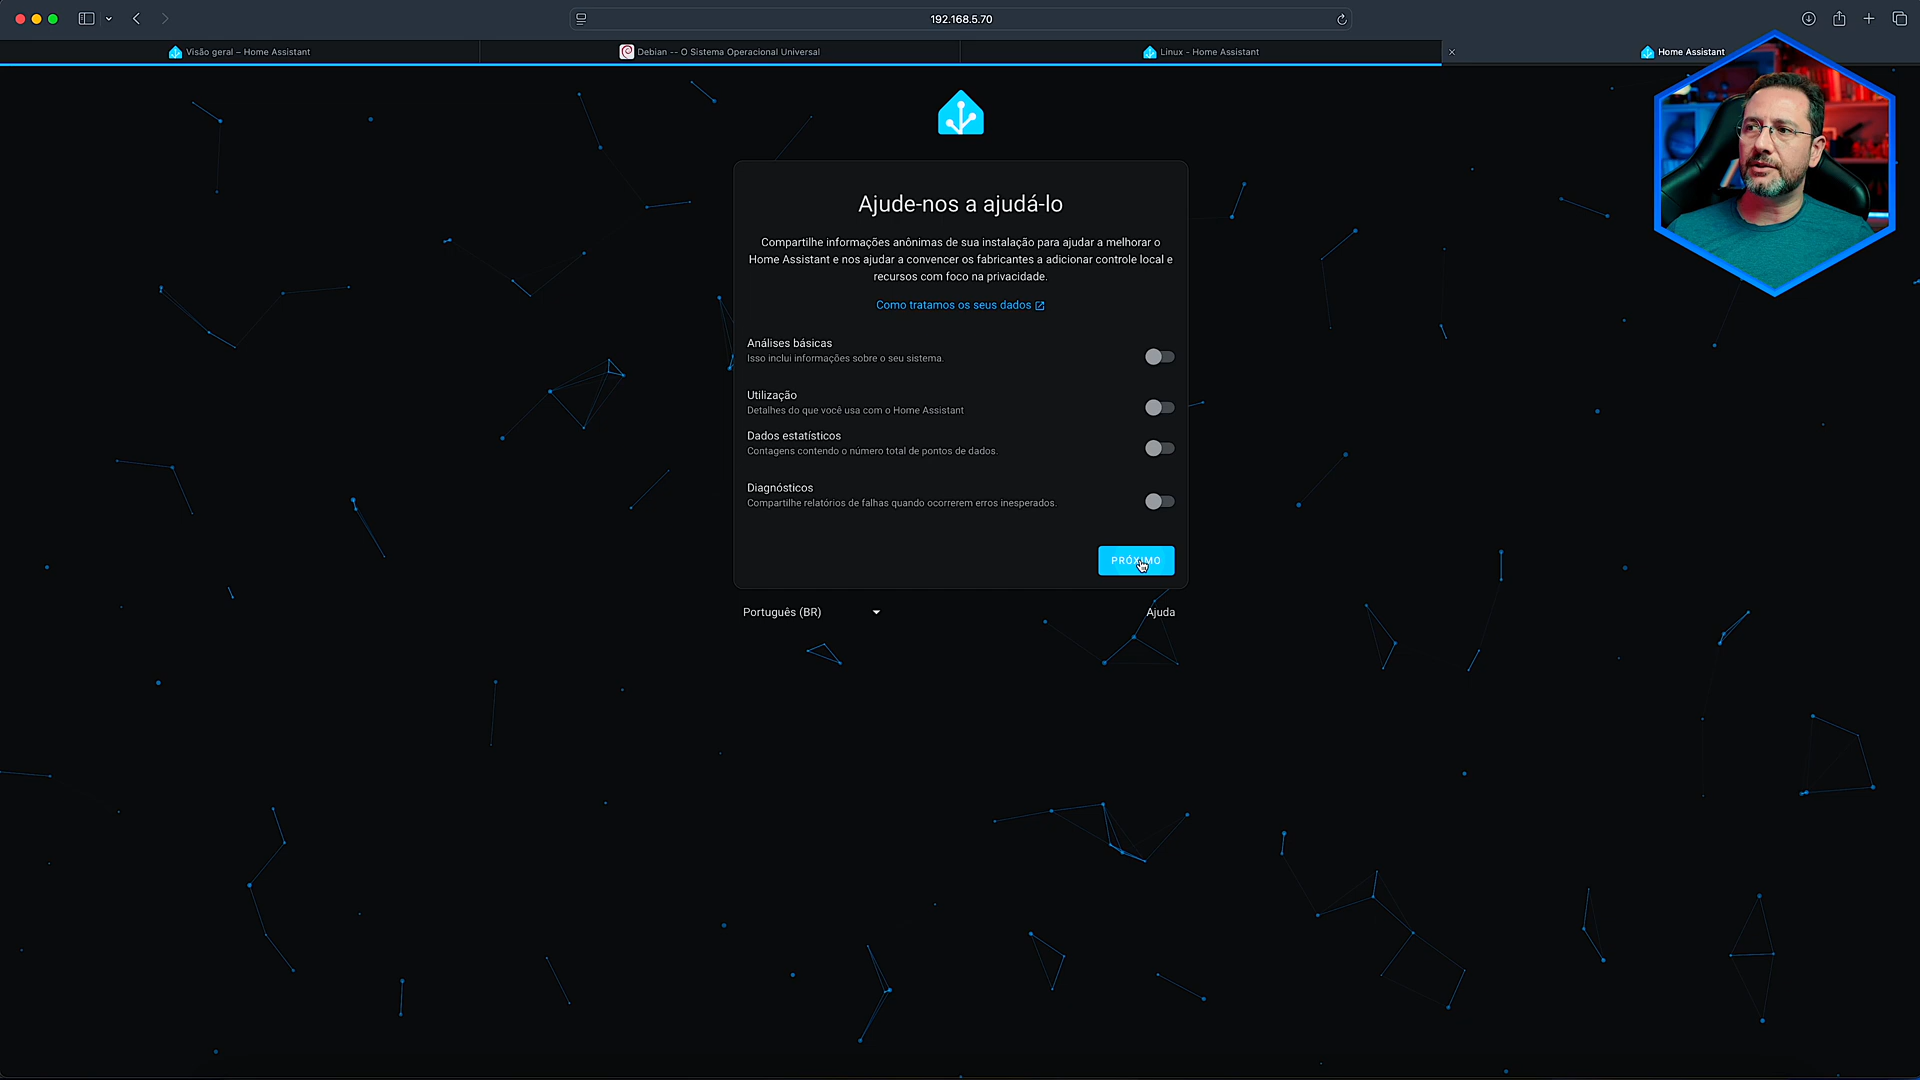 192.168.5.70
Visão geral – Home Assistant
Debian -- O Sistema Operacional Universal
Linux - Home Assistant
Home Assistant
Ajude-nos a ajudá-lo
Compartilhe informações anônimas de sua instalação para ajudar a melhorar o
Home Assistant e nos ajudar a convencer os fabricantes a adicionar controle local e
recursos com foco na privacidade.
Como tratamos os seus dados
Análises básicas
Isso inclui informações sobre o seu sistema.
Utilização
Detalhes do que você usa com o Home Assistant
Dados estatísticos
Contagens contendo o número total de pontos de dados.
Diagnósticos
Compartilhe relatórios de falhas quando ocorrerem erros inesperados.
PRÓXIMO
Português (BR)
Ajuda